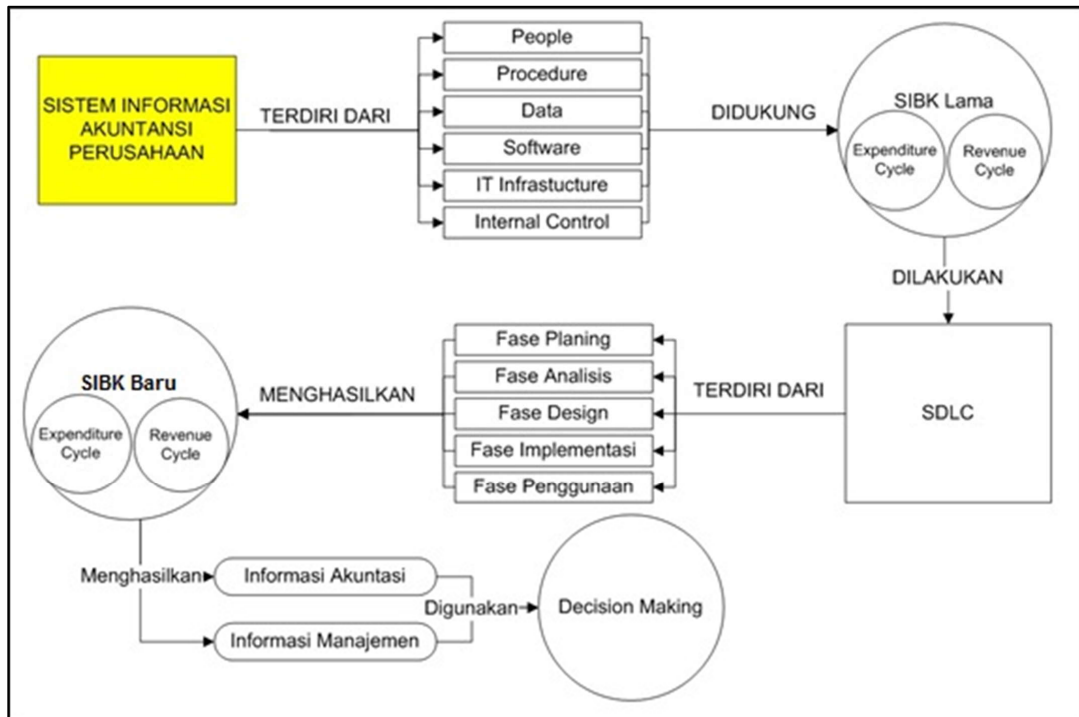 SISTEM INFORMASI
AKUNTANSI
PERUSAHAAN
TERDIRI DARI
People
Procedure
Data
Software
IT Infrastucture
Internal Control
DIDUKUNG
SIBK Lama
Expenditure
Cycle
Revenue
Cycle
DILAKUKAN
SDLC
TERDIRI DARI
Fase Planing
Fase Analisis
Fase Design
Fase Implementasi
Fase Penggunaan
MENGHASILKAN
SIBK Baru
Expenditure
Cycle
Revenue
Cycle
Menghasilkan
Informasi Akuntasi
Informasi Manajemen
Digunakan
Decision Making